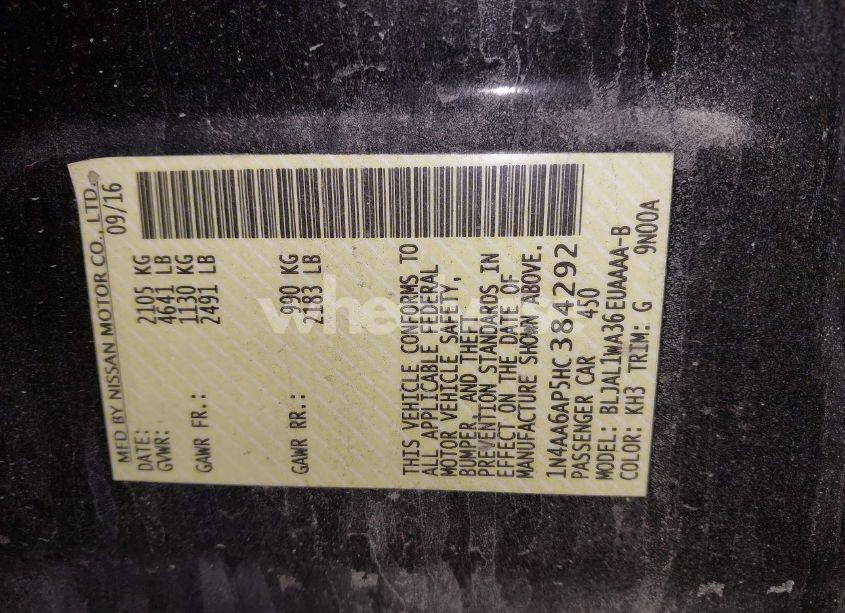 MFD BY NISSAN MOTOR CO., LTD.
DATE: 09/16
GVWR: 2105 KG
4641 LB
GAWR FR.: 1130 KG
2491 LB
GAWR RR.: 990 KG
2183 LB
THIS VEHICLE CONFORMS TO
ALL APPLICABLE FEDERAL
MOTOR VEHICLE SAFETY,
BUMPER AND THEFT
PREVENTION STANDARDS IN
EFFECT ON THE DATE OF
MANUFACTURE SHOWN ABOVE.
1N4AA6AP5HC384292
PASSENGER CAR 450
MODEL: BLJAL1WA36EUAAAA-B
COLOR: KH3 TRIM: G 9N00A